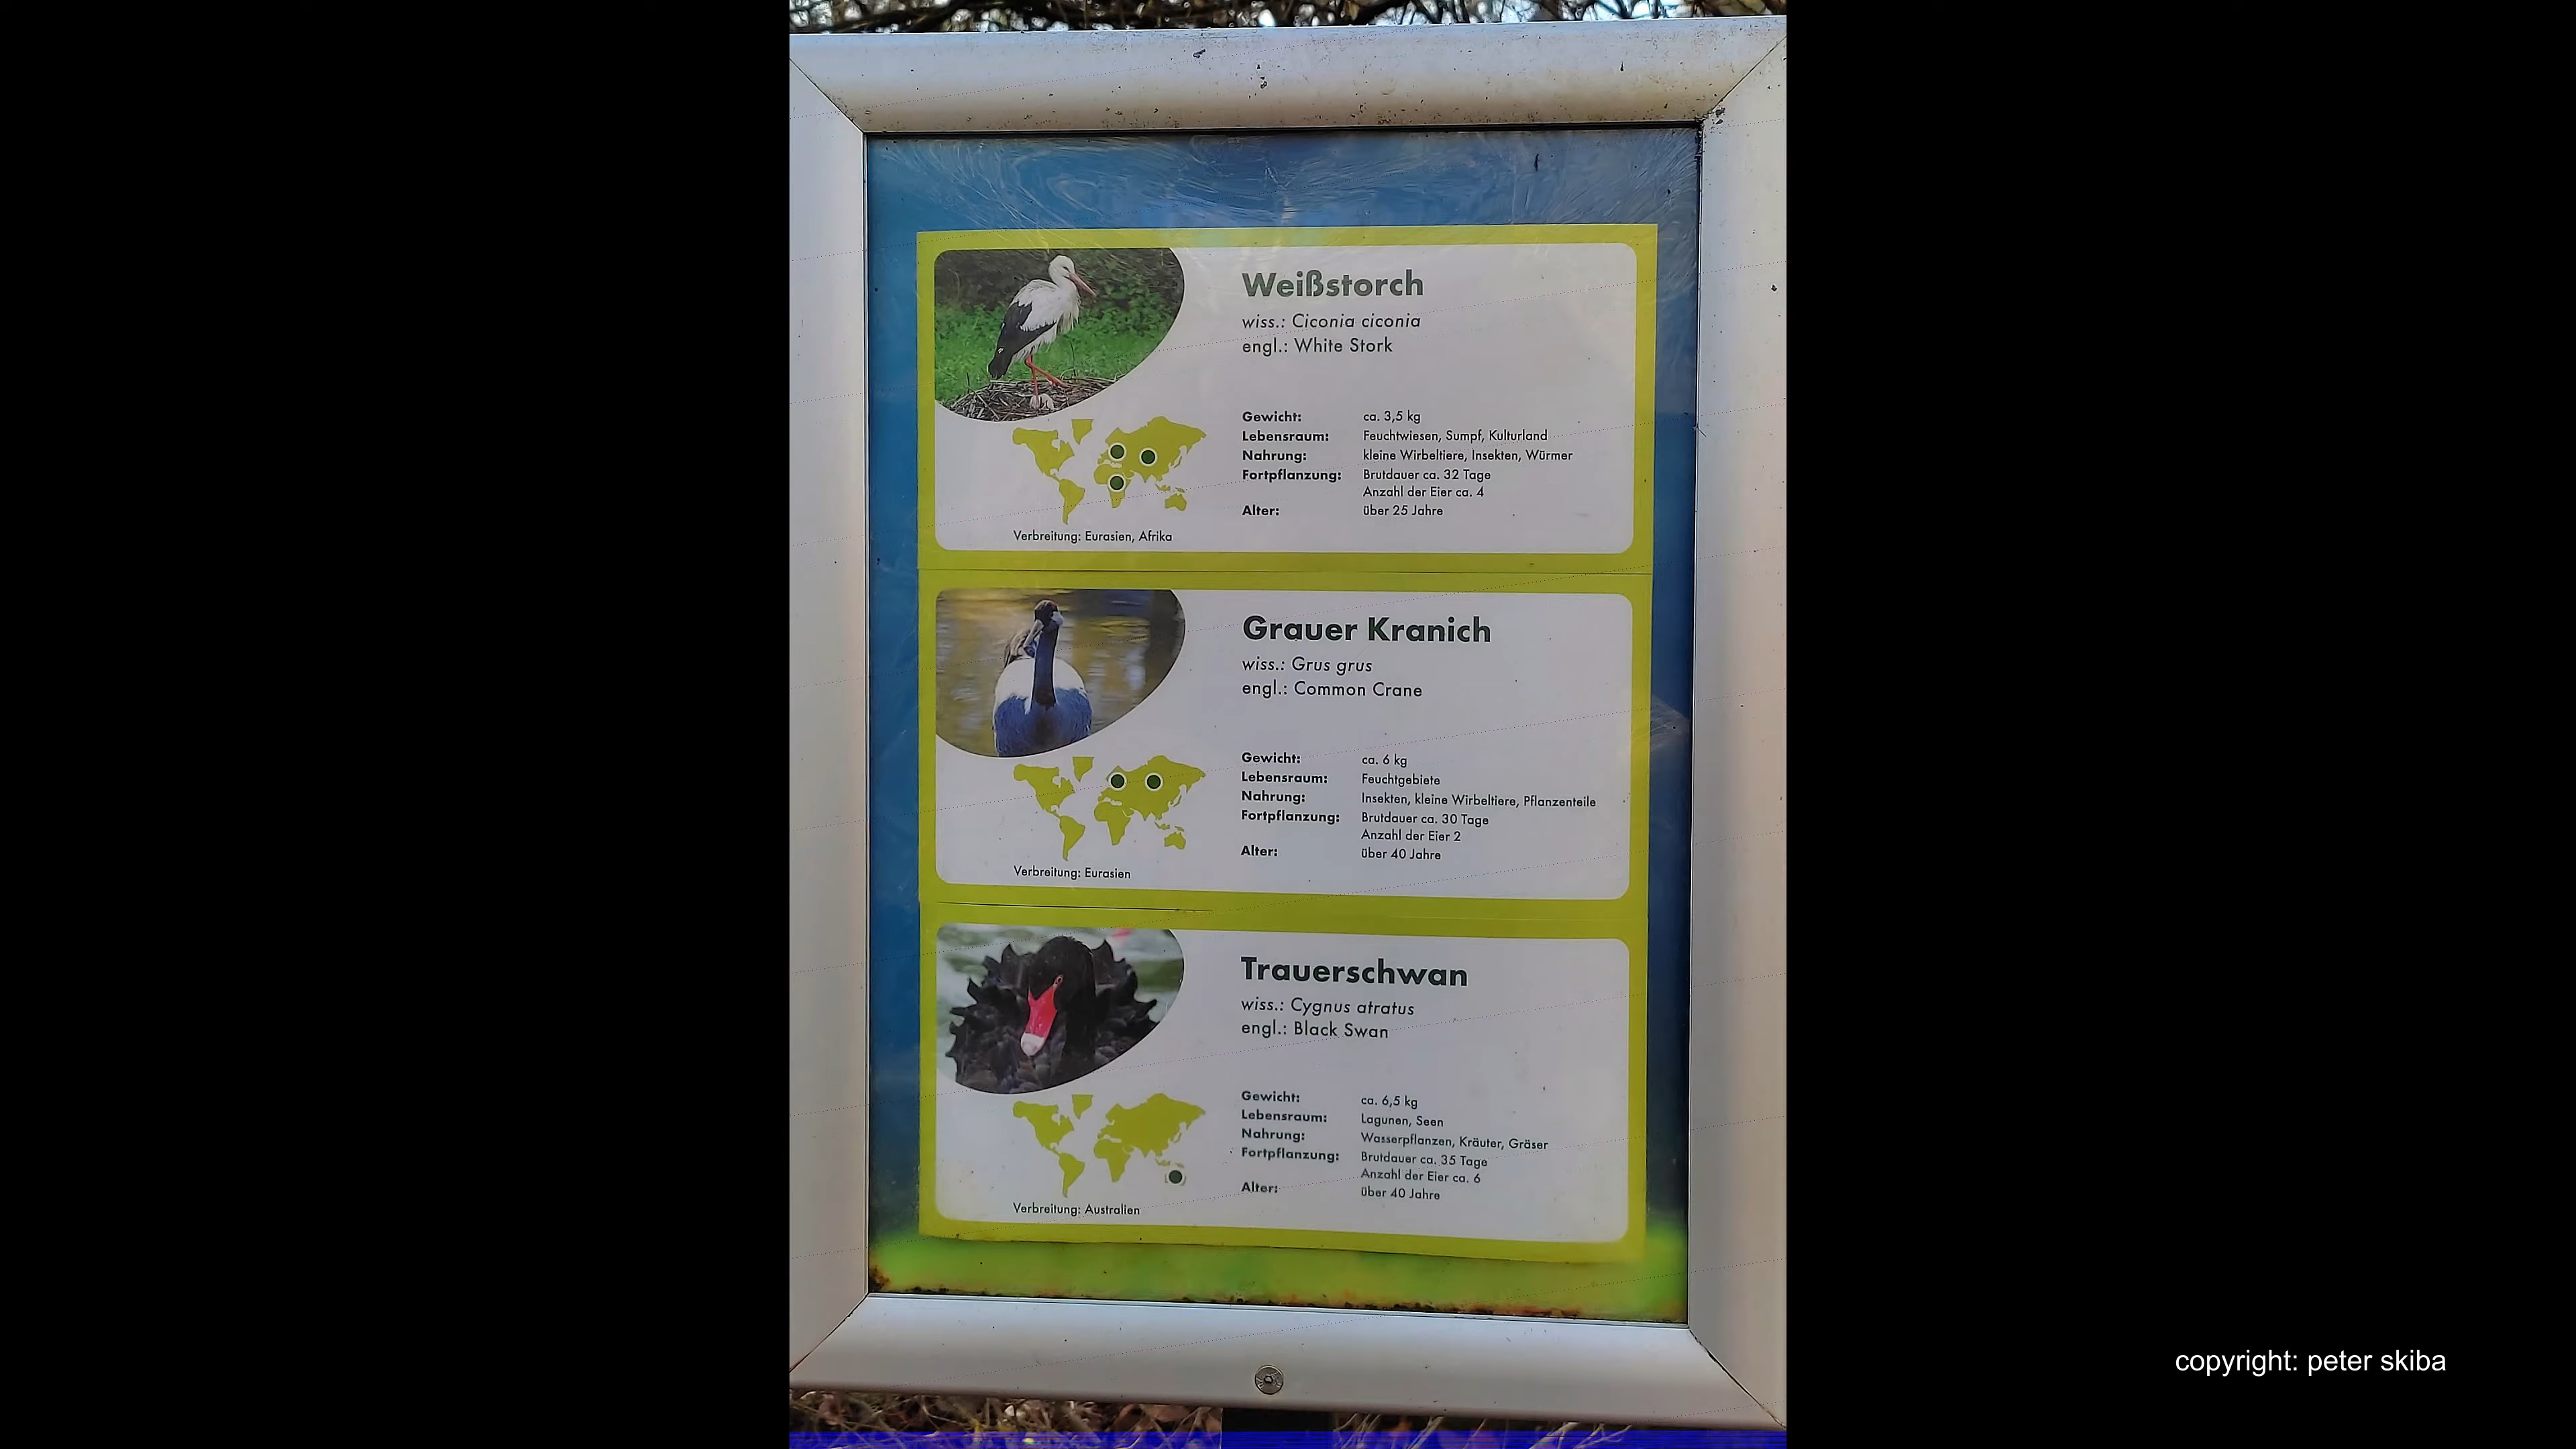 Weißstorch
wiss.: Ciconia ciconia
engl.: White Stork
Gewicht: ca. 3,5 kg
Lebensraum: Feuchtwiesen, Sumpf, Kulturland
Nahrung: kleine Wirbeltiere, Insekten, Würmer
Fortpflanzung: Brutdauer ca. 32 Tage
Anzahl der Eier ca. 4
Alter: über 25 Jahre
Verbreitung: Eurasien, Afrika
Grauer Kranich
wiss.: Grus grus
engl.: Common Crane
Gewicht: ca. 6 kg
Lebensraum: Feuchtgebiete
Nahrung: Insekten, kleine Wirbeltiere, Pflanzenteile
Fortpflanzung: Brutdauer ca. 30 Tage
Anzahl der Eier 2
Alter: über 40 Jahre
Verbreitung: Eurasien
Trauerschwan
wiss.: Cygnus atratus
engl.: Black Swan
Gewicht: ca. 6,5 kg
Lebensraum: Lagunen, Seen
Nahrung: Wasserpflanzen, Kräuter, Gräser
Fortpflanzung: Brutdauer ca. 35 Tage
Anzahl der Eier ca. 6
Alter: über 40 Jahre
Verbreitung: Australien
copyright: peter skiba